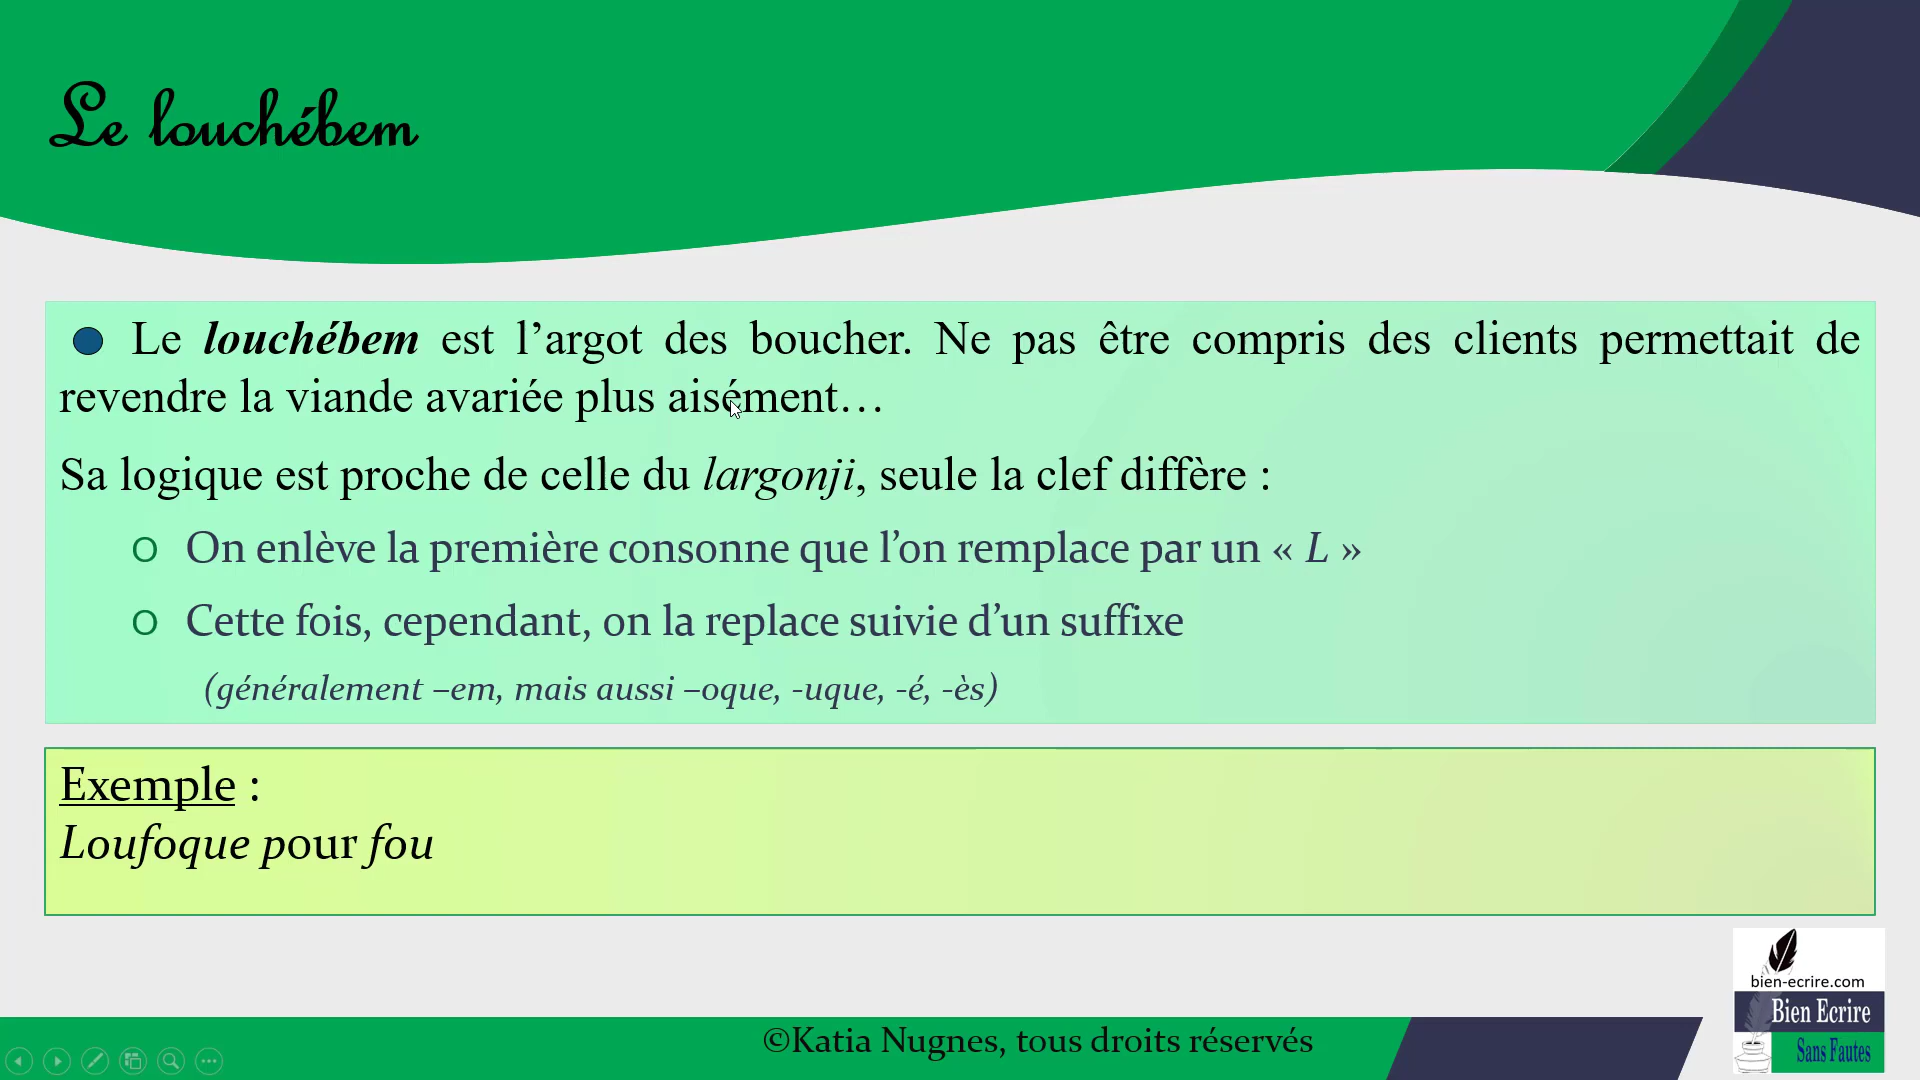 Le louchébem
Le louchébem est l’argot des boucher. Ne pas être compris des clients permettait de
revendre la viande avariée plus aisément…
Sa logique est proche de celle du largonji, seule la clef diffère :
o On enlève la première consonne que l’on remplace par un « L »
o Cette fois, cependant, on la replace suivie d’un suffixe
(généralement –em, mais aussi –oque, -uque, -é, -ès)
Exemple :
Loufoque pour fou
bien-ecrire.com
Bien Ecrire
Sans Fautes
©Katia Nugnes, tous droits réservés